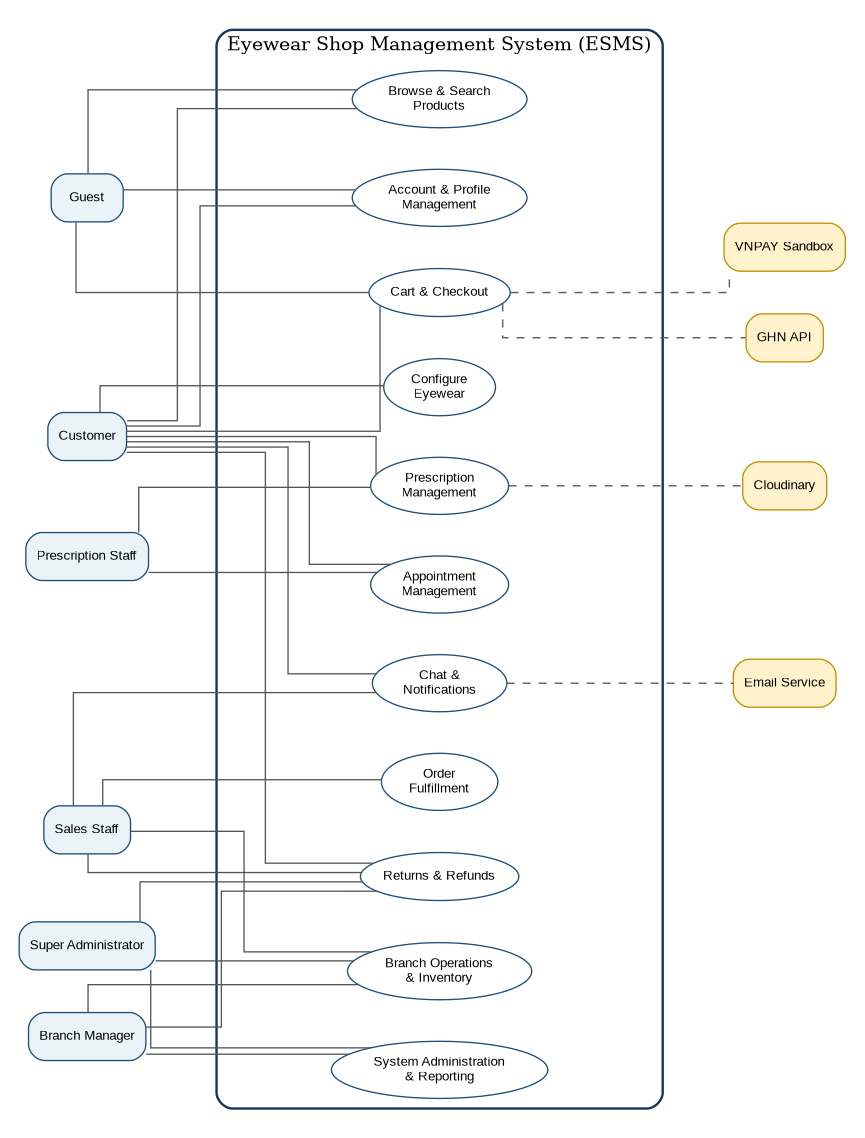 Eyewear Shop Management System (ESMS)
Browse & Search
Products
Guest
Account & Profile
Management
VNPAY Sandbox
Cart & Checkout
GHN API
Configure
Eyewear
Customer
Prescription
Management
Cloudinary
Prescription Staff
Appointment
Management
Chat &
Notifications
Email Service
Order
Fulfillment
Sales Staff
Returns & Refunds
Super Administrator
Branch Operations
& Inventory
Branch Manager
System Administration
& Reporting